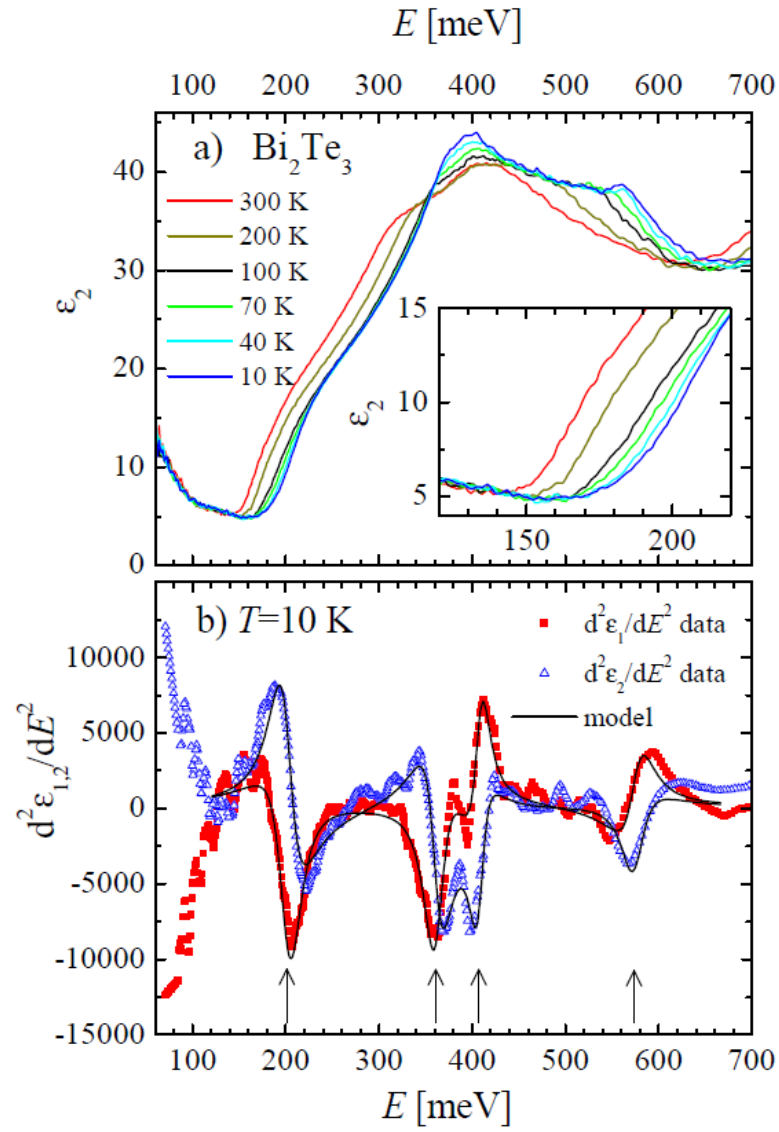 E [meV]
100 200 300 400 500 600 700
a) Bi₂Te₃
300 K
200 K
100 K
70 K
40 K
10 K
ε₂
40
30
20
10
0
ε₂
15
10
5
150 200
b) T=10 K
d²ε₁/dE² data
d²ε₂/dE² data
model
d²ε₁,₂/dE²
10000
5000
0
-5000
-10000
-15000
100 200 300 400 500 600 700
E [meV]